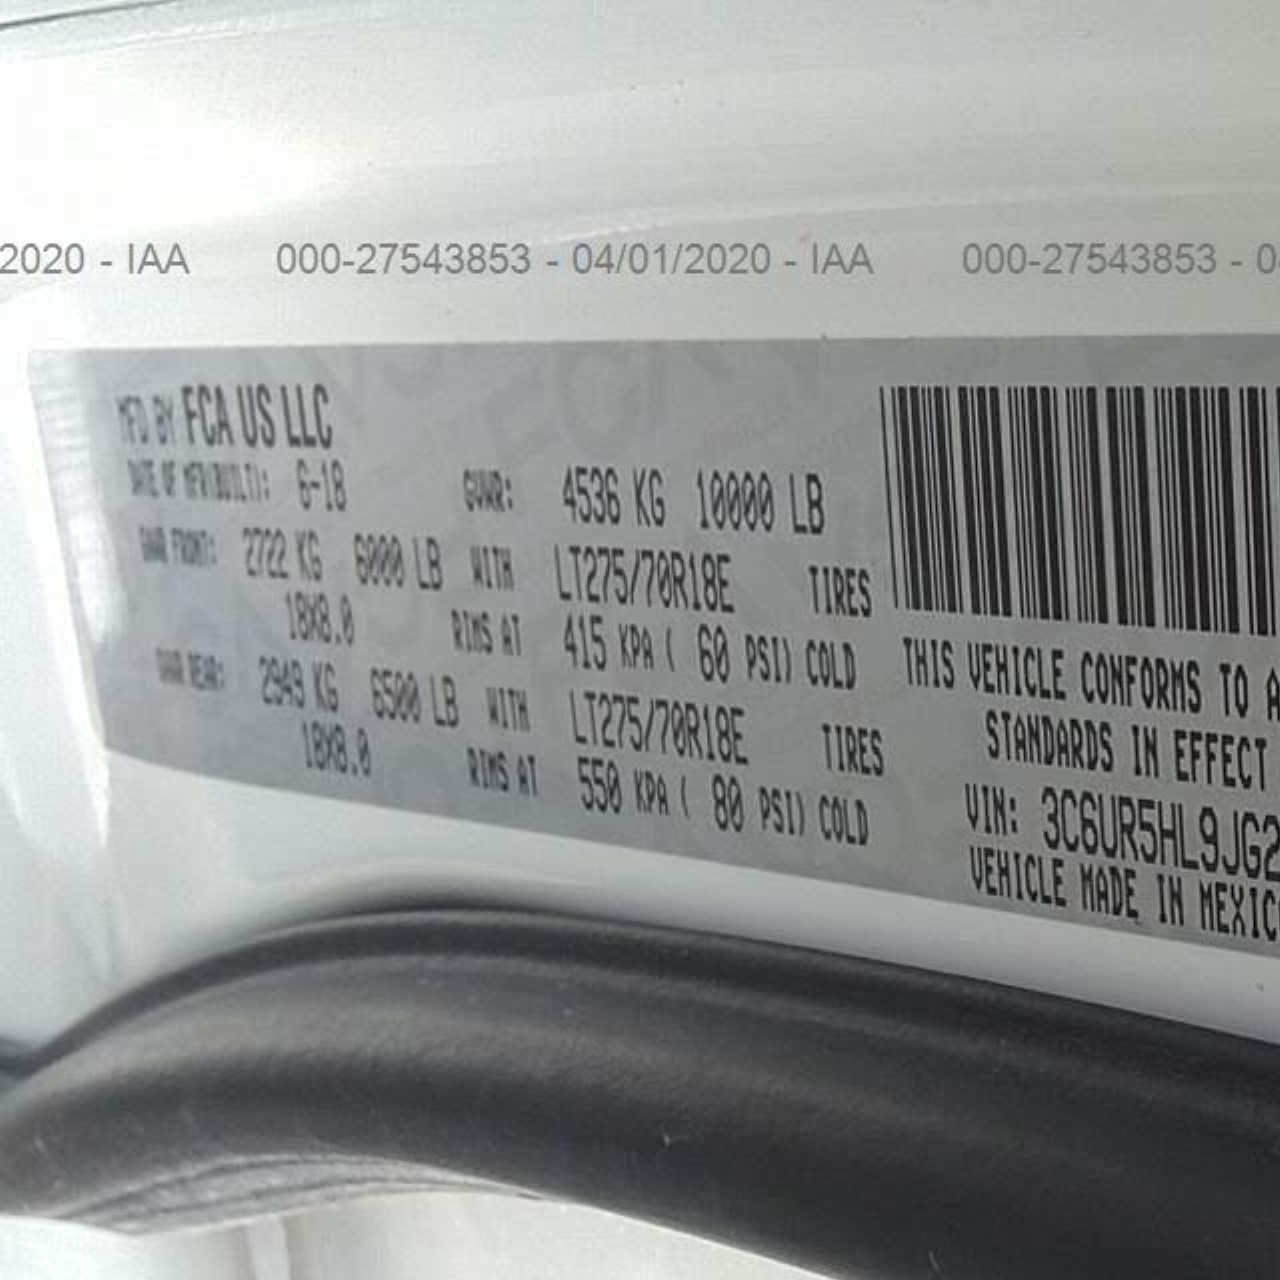 2020 - IAA 000-27543853 - 04/01/2020 - IAA 000-27543853 - 0
MFD BY FCA US LLC
DATE OF MFR(BUILT): 6-18 GVWR: 4536 KG 10000 LB
GAWR FRONT: 2722 KG 6000 LB WITH LT275/70R18E TIRES
18X8.0 RIMS AT 415 KPA ( 60 PSI) COLD
GAWR REAR: 2949 KG 6500 LB WITH LT275/70R18E TIRES
18X8.0 RIMS AT 550 KPA ( 80 PSI) COLD
THIS VEHICLE CONFORMS TO A
STANDARDS IN EFFECT
VIN: 3C6UR5HL9JG2
VEHICLE MADE IN MEXIC